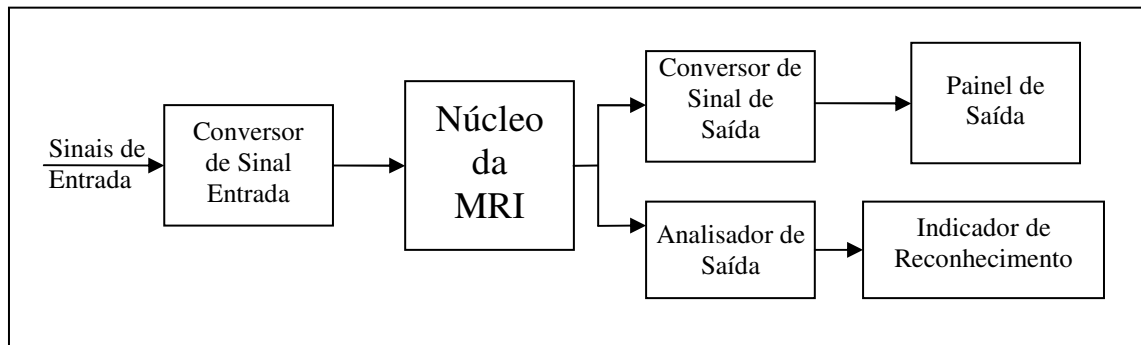 Sinais de
Entrada
Conversor
de Sinal
Entrada
Núcleo
da
MRI
Conversor de
Sinal de
Saída
Painel de
Saída
Analisador de
Saída
Indicador de
Reconhecimento